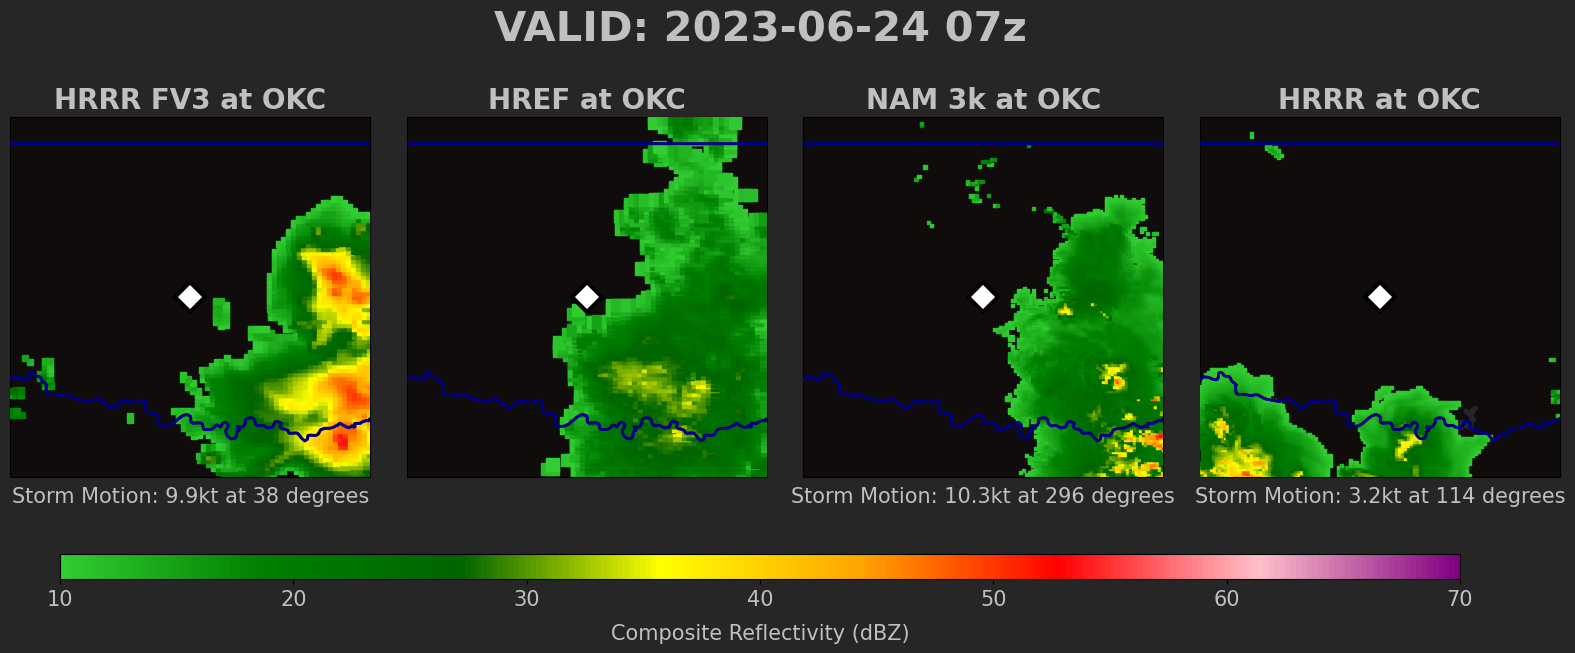 VALID: 2023-06-24 07z
HRRR FV3 at OKC
HREF at OKC
NAM 3k at OKC
HRRR at OKC
Storm Motion: 9.9kt at 38 degrees
Storm Motion: 10.3kt at 296 degrees
Storm Motion: 3.2kt at 114 degrees
10 20 30 40 50 60 70
Composite Reflectivity (dBZ)